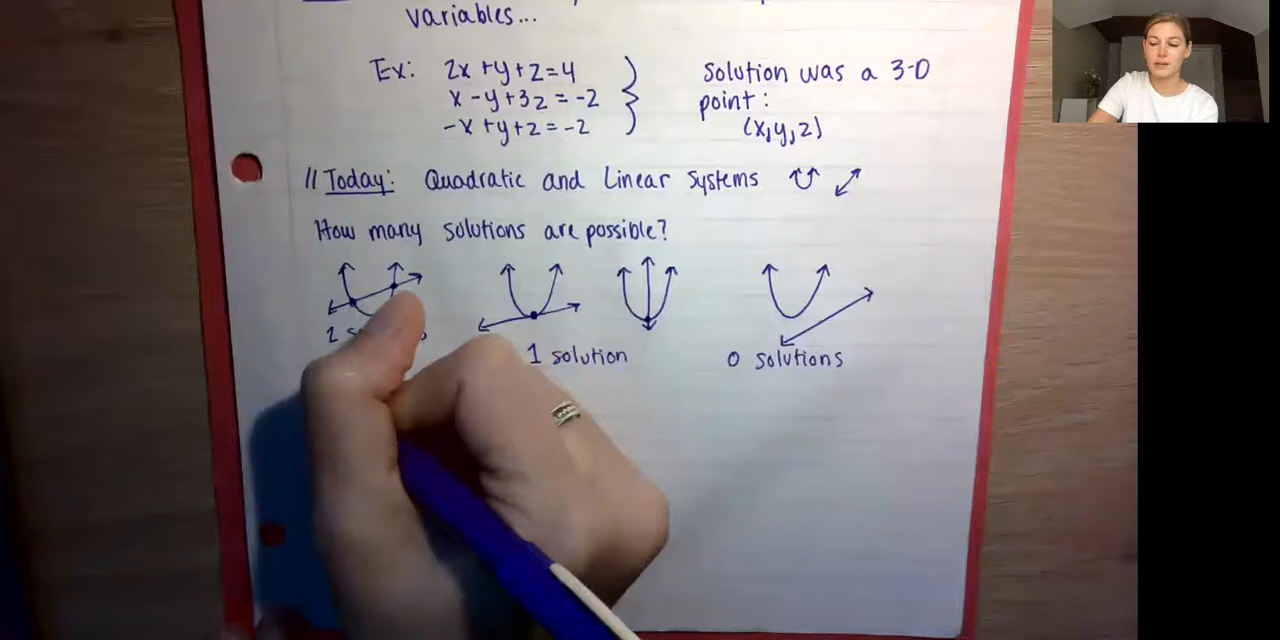 variables...
Ex: 2x + y + z = 4
x - y + 3z = -2
-x + y + z = -2
Solution was a 3-D
point:
(x, y, z)
// Today: Quadratic and Linear Systems
How many solutions are possible?
2
1 solution
0 solutions